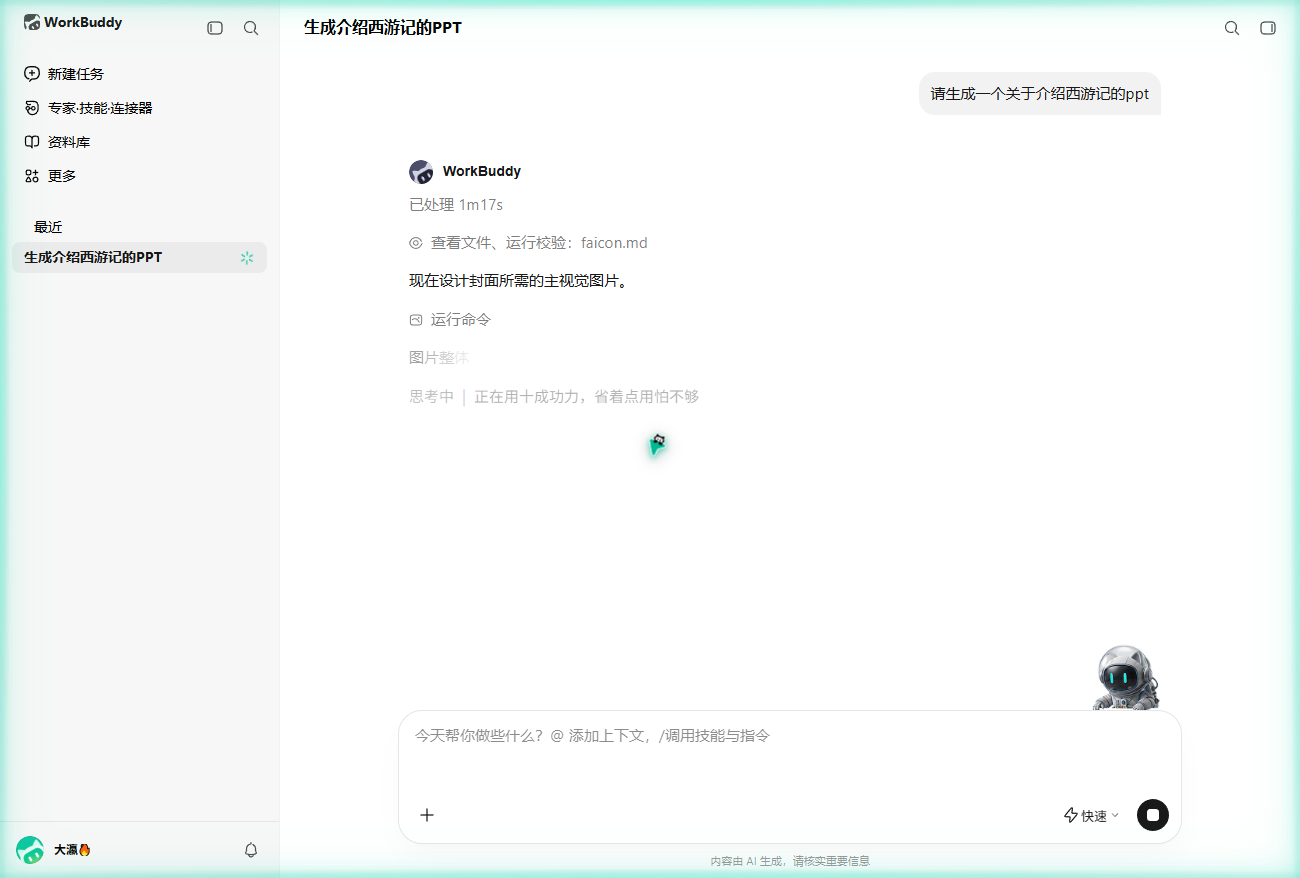 WorkBuddy
新建任务
专家·技能·连接器
资料库
更多
最近
生成介绍西游记的PPT
大瀛🔥
生成介绍西游记的PPT
请生成一个关于介绍西游记的ppt
WorkBuddy
已处理 1m17s
查看文件、运行校验：faicon.md
现在设计封面所需的主视觉图片。
运行命令
图片整体
思考中 | 正在用十成功力，省着点用怕不够
今天帮你做些什么？@ 添加上下文，/调用技能与指令
快速
内容由 AI 生成，请核实重要信息